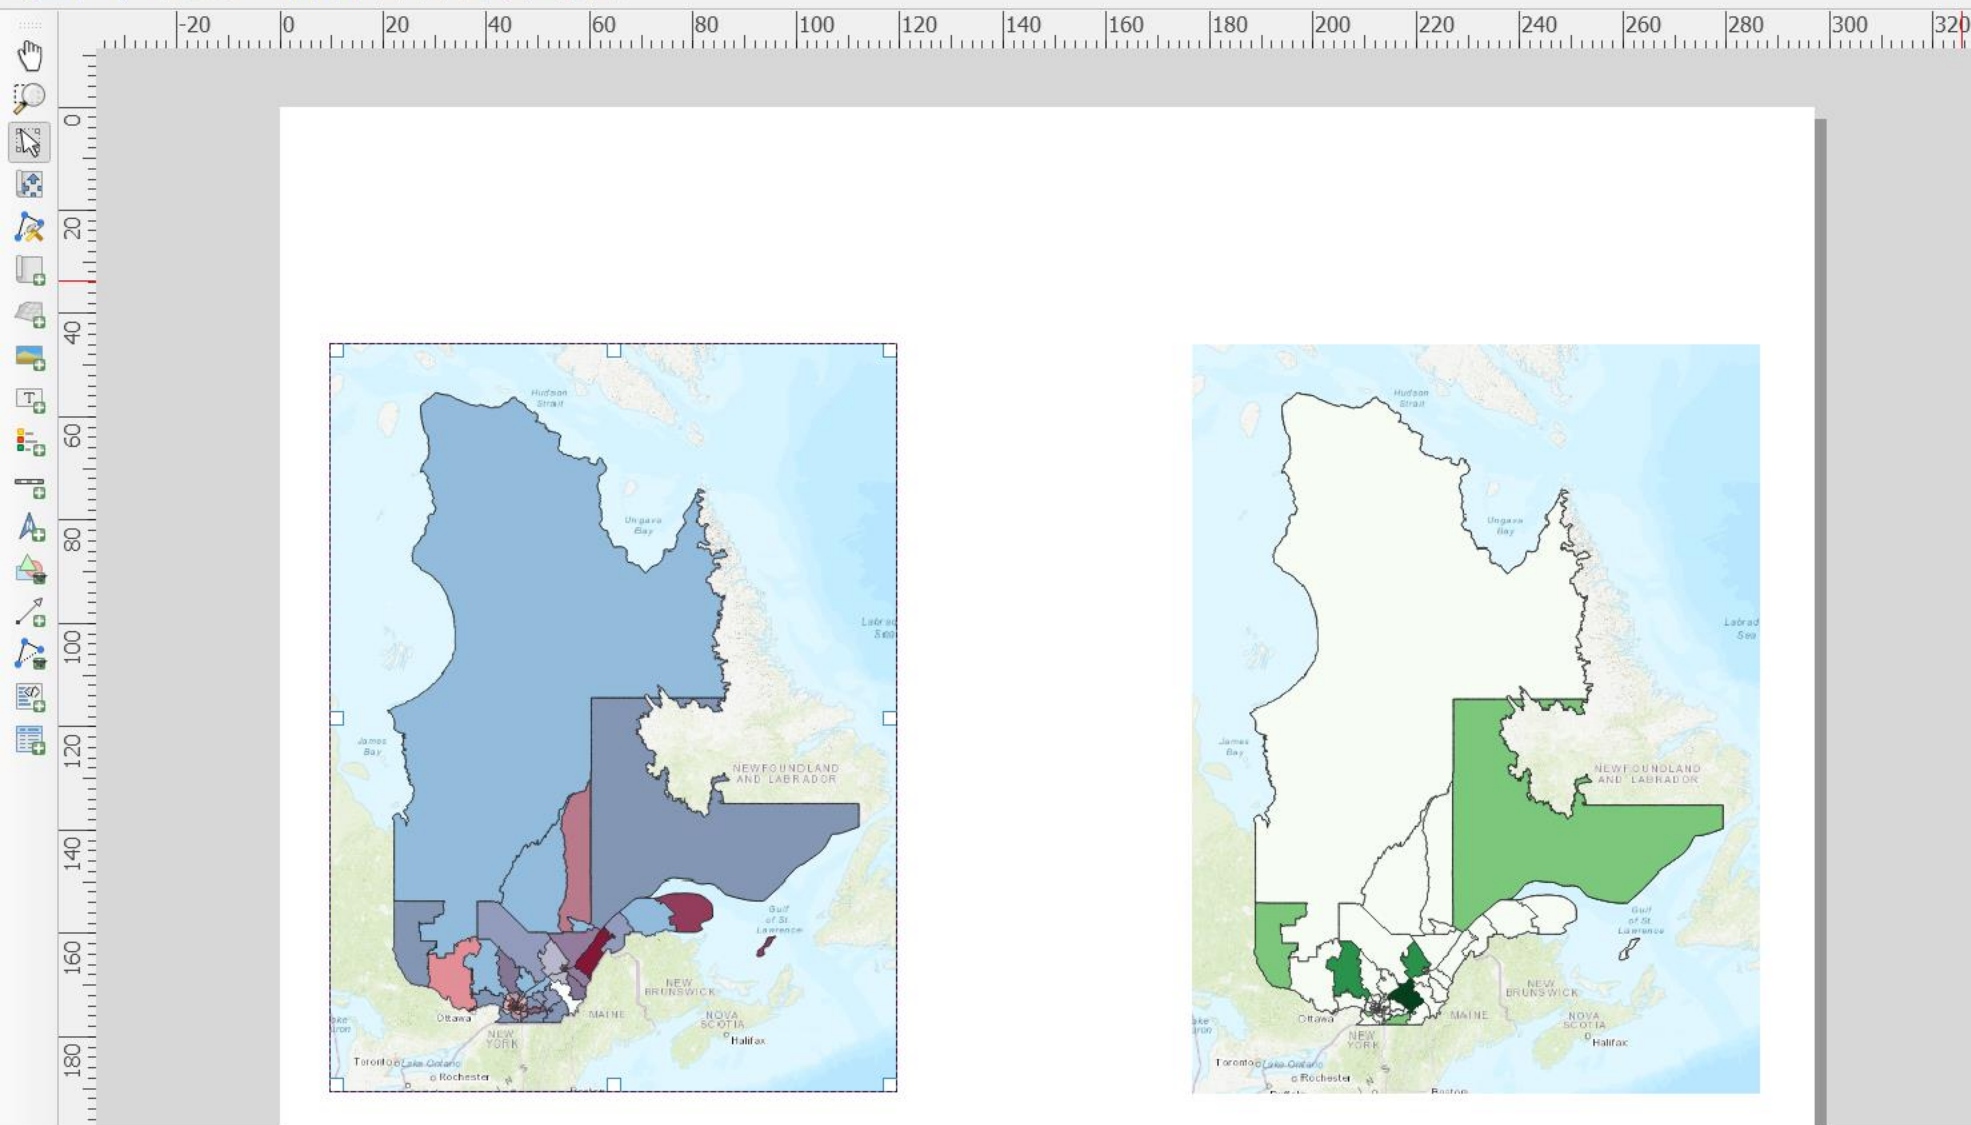 -20 0 20 40 60 80 100 120 140 160 180 200 220 240 260 280 300 320
0
20
40
60
80
100
120
140
160
180
T
Hudson
Strait
Ungava
Bay
Labrad
Sea
James
Bay
NEWFOUNDLAND
AND LABRADOR
Gulf
of St.
Lawrence
NEW
BRUNSWICK
Ottawa
MAINE
NOVA
SCOTIA
NEW
YORK
Halifax
Toronto
Lake Ontario
Rochester
Hudson
Strait
Ungava
Bay
Labrad
Sea
James
Bay
NEWFOUNDLAND
AND LABRADOR
Gulf
of St.
Lawrence
NEW
BRUNSWICK
Ottawa
MAINE
NOVA
SCOTIA
NEW
YORK
Halifax
Toronto
Lake Ontario
Rochester
Boston